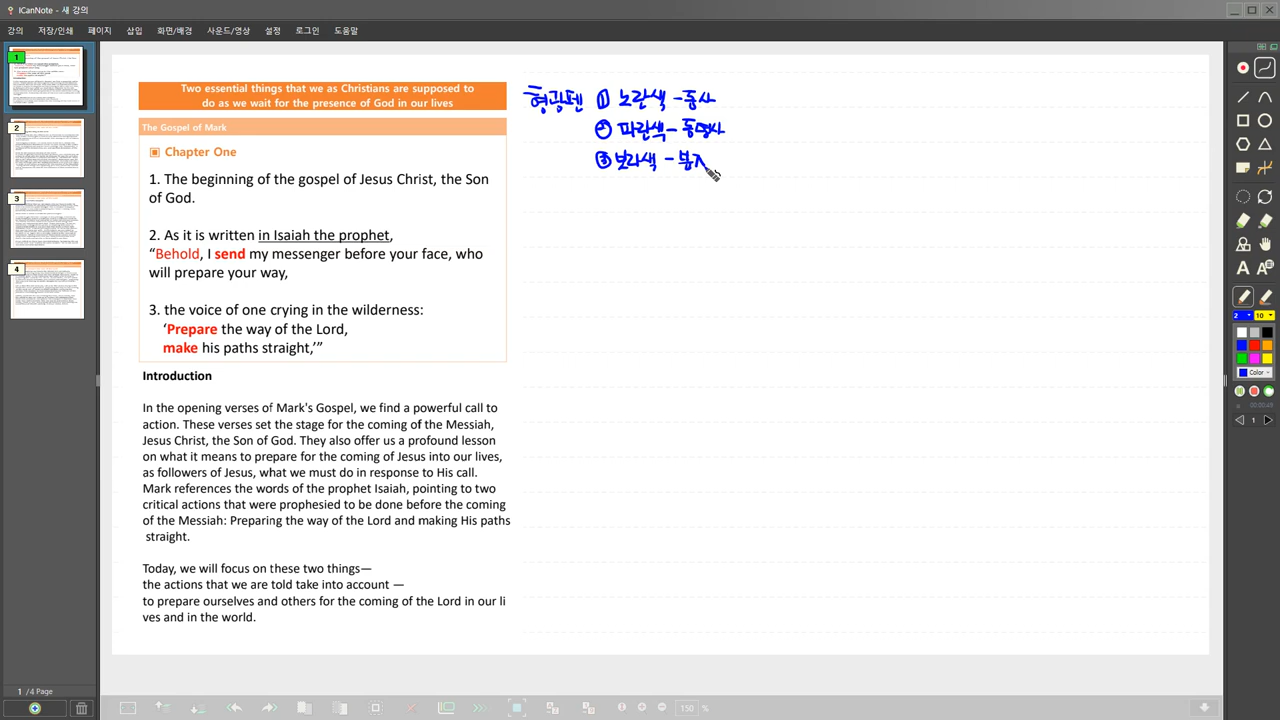 ICanNote - 새 강의
강의 저장/인쇄 페이지 삽입 화면/배경 사운드/영상 설정 로그인 도움말
1
2
3
4
Two essential things that we as Christians are supposed to
do as we wait for the presence of God in our lives
The Gospel of Mark
Chapter One
1. The beginning of the gospel of Jesus Christ, the Son
of God.
2. As it is written in Isaiah the prophet,
“Behold, I send my messenger before your face, who
will prepare your way,
3. the voice of one crying in the wilderness:
‘Prepare the way of the Lord,
make his paths straight,’”
Introduction
In the opening verses of Mark's Gospel, we find a powerful call to
action. These verses set the stage for the coming of the Messiah,
Jesus Christ, the Son of God. They also offer us a profound lesson
on what it means to prepare for the coming of Jesus into our lives,
as followers of Jesus, what we must do in response to His call.
Mark references the words of the prophet Isaiah, pointing to two
critical actions that were prophesied to be done before the coming
of the Messiah: Preparing the way of the Lord and making His paths
straight.
Today, we will focus on these two things—
the actions that we are told take into account —
to prepare ourselves and others for the coming of the Lord in our li
ves and in the world.
형광펜 ① 노란색 - 동사
② 파란색 - 동명사
③ 보라색 -
2 10
Color
1
1 / 4 Page
150 %